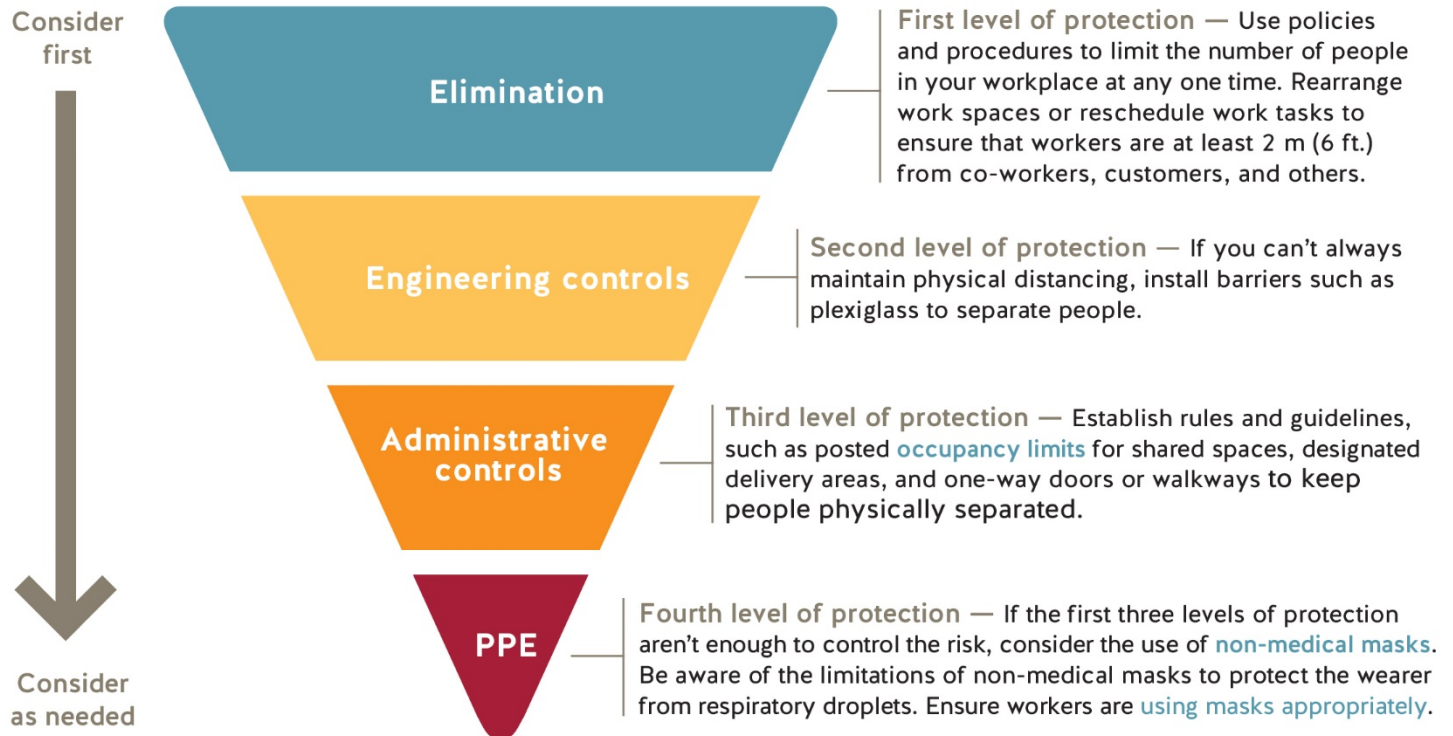 Consider
first
Elimination
First level of protection — Use policies
and procedures to limit the number of people
in your workplace at any one time. Rearrange
work spaces or reschedule work tasks to
ensure that workers are at least 2 m (6 ft.)
from co-workers, customers, and others.
Engineering controls
Second level of protection — If you can’t always
maintain physical distancing, install barriers such as
plexiglass to separate people.
Administrative
controls
Third level of protection — Establish rules and guidelines,
such as posted occupancy limits for shared spaces, designated
delivery areas, and one-way doors or walkways to keep
people physically separated.
PPE
Fourth level of protection — If the first three levels of protection
aren’t enough to control the risk, consider the use of non-medical masks.
Be aware of the limitations of non-medical masks to protect the wearer
from respiratory droplets. Ensure workers are using masks appropriately.
Consider
as needed